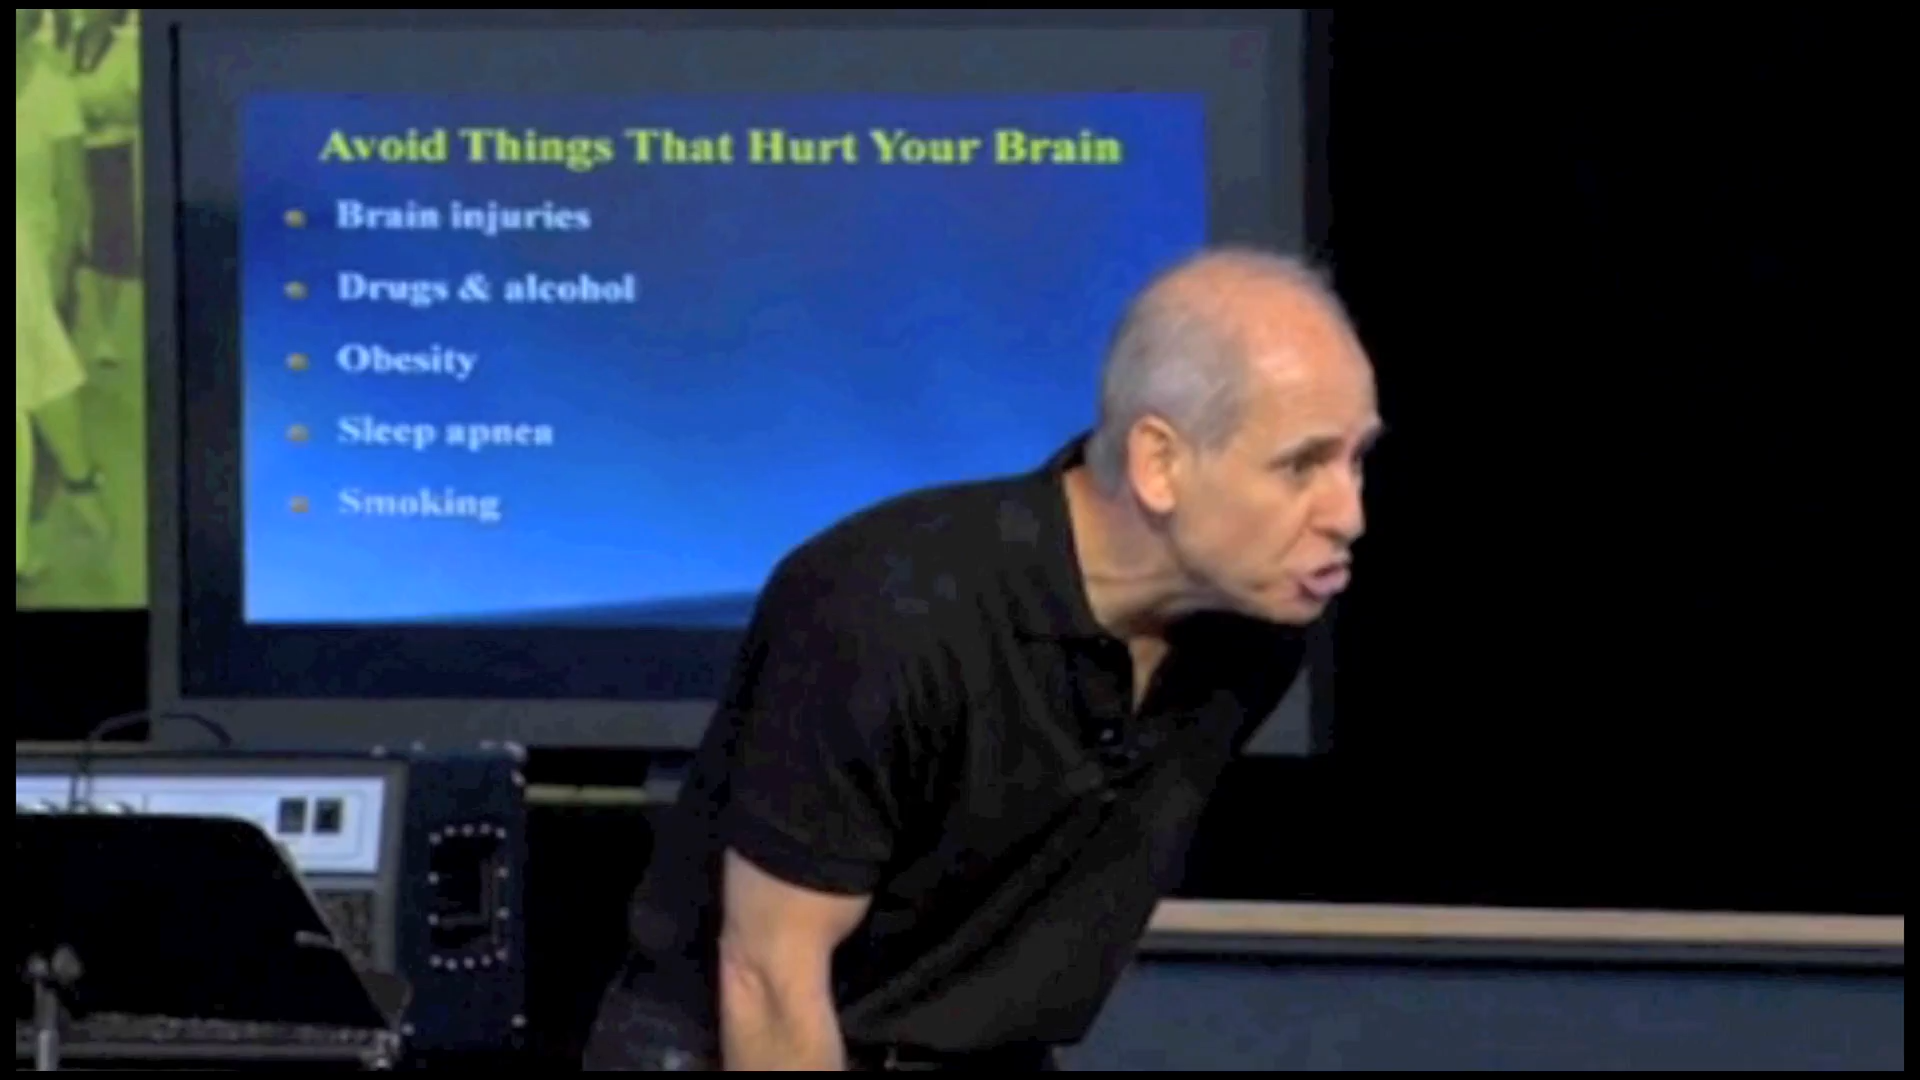 Avoid Things That Hurt Your Brain
Brain injuries
Drugs & alcohol
Obesity
Sleep apnea
Smoking